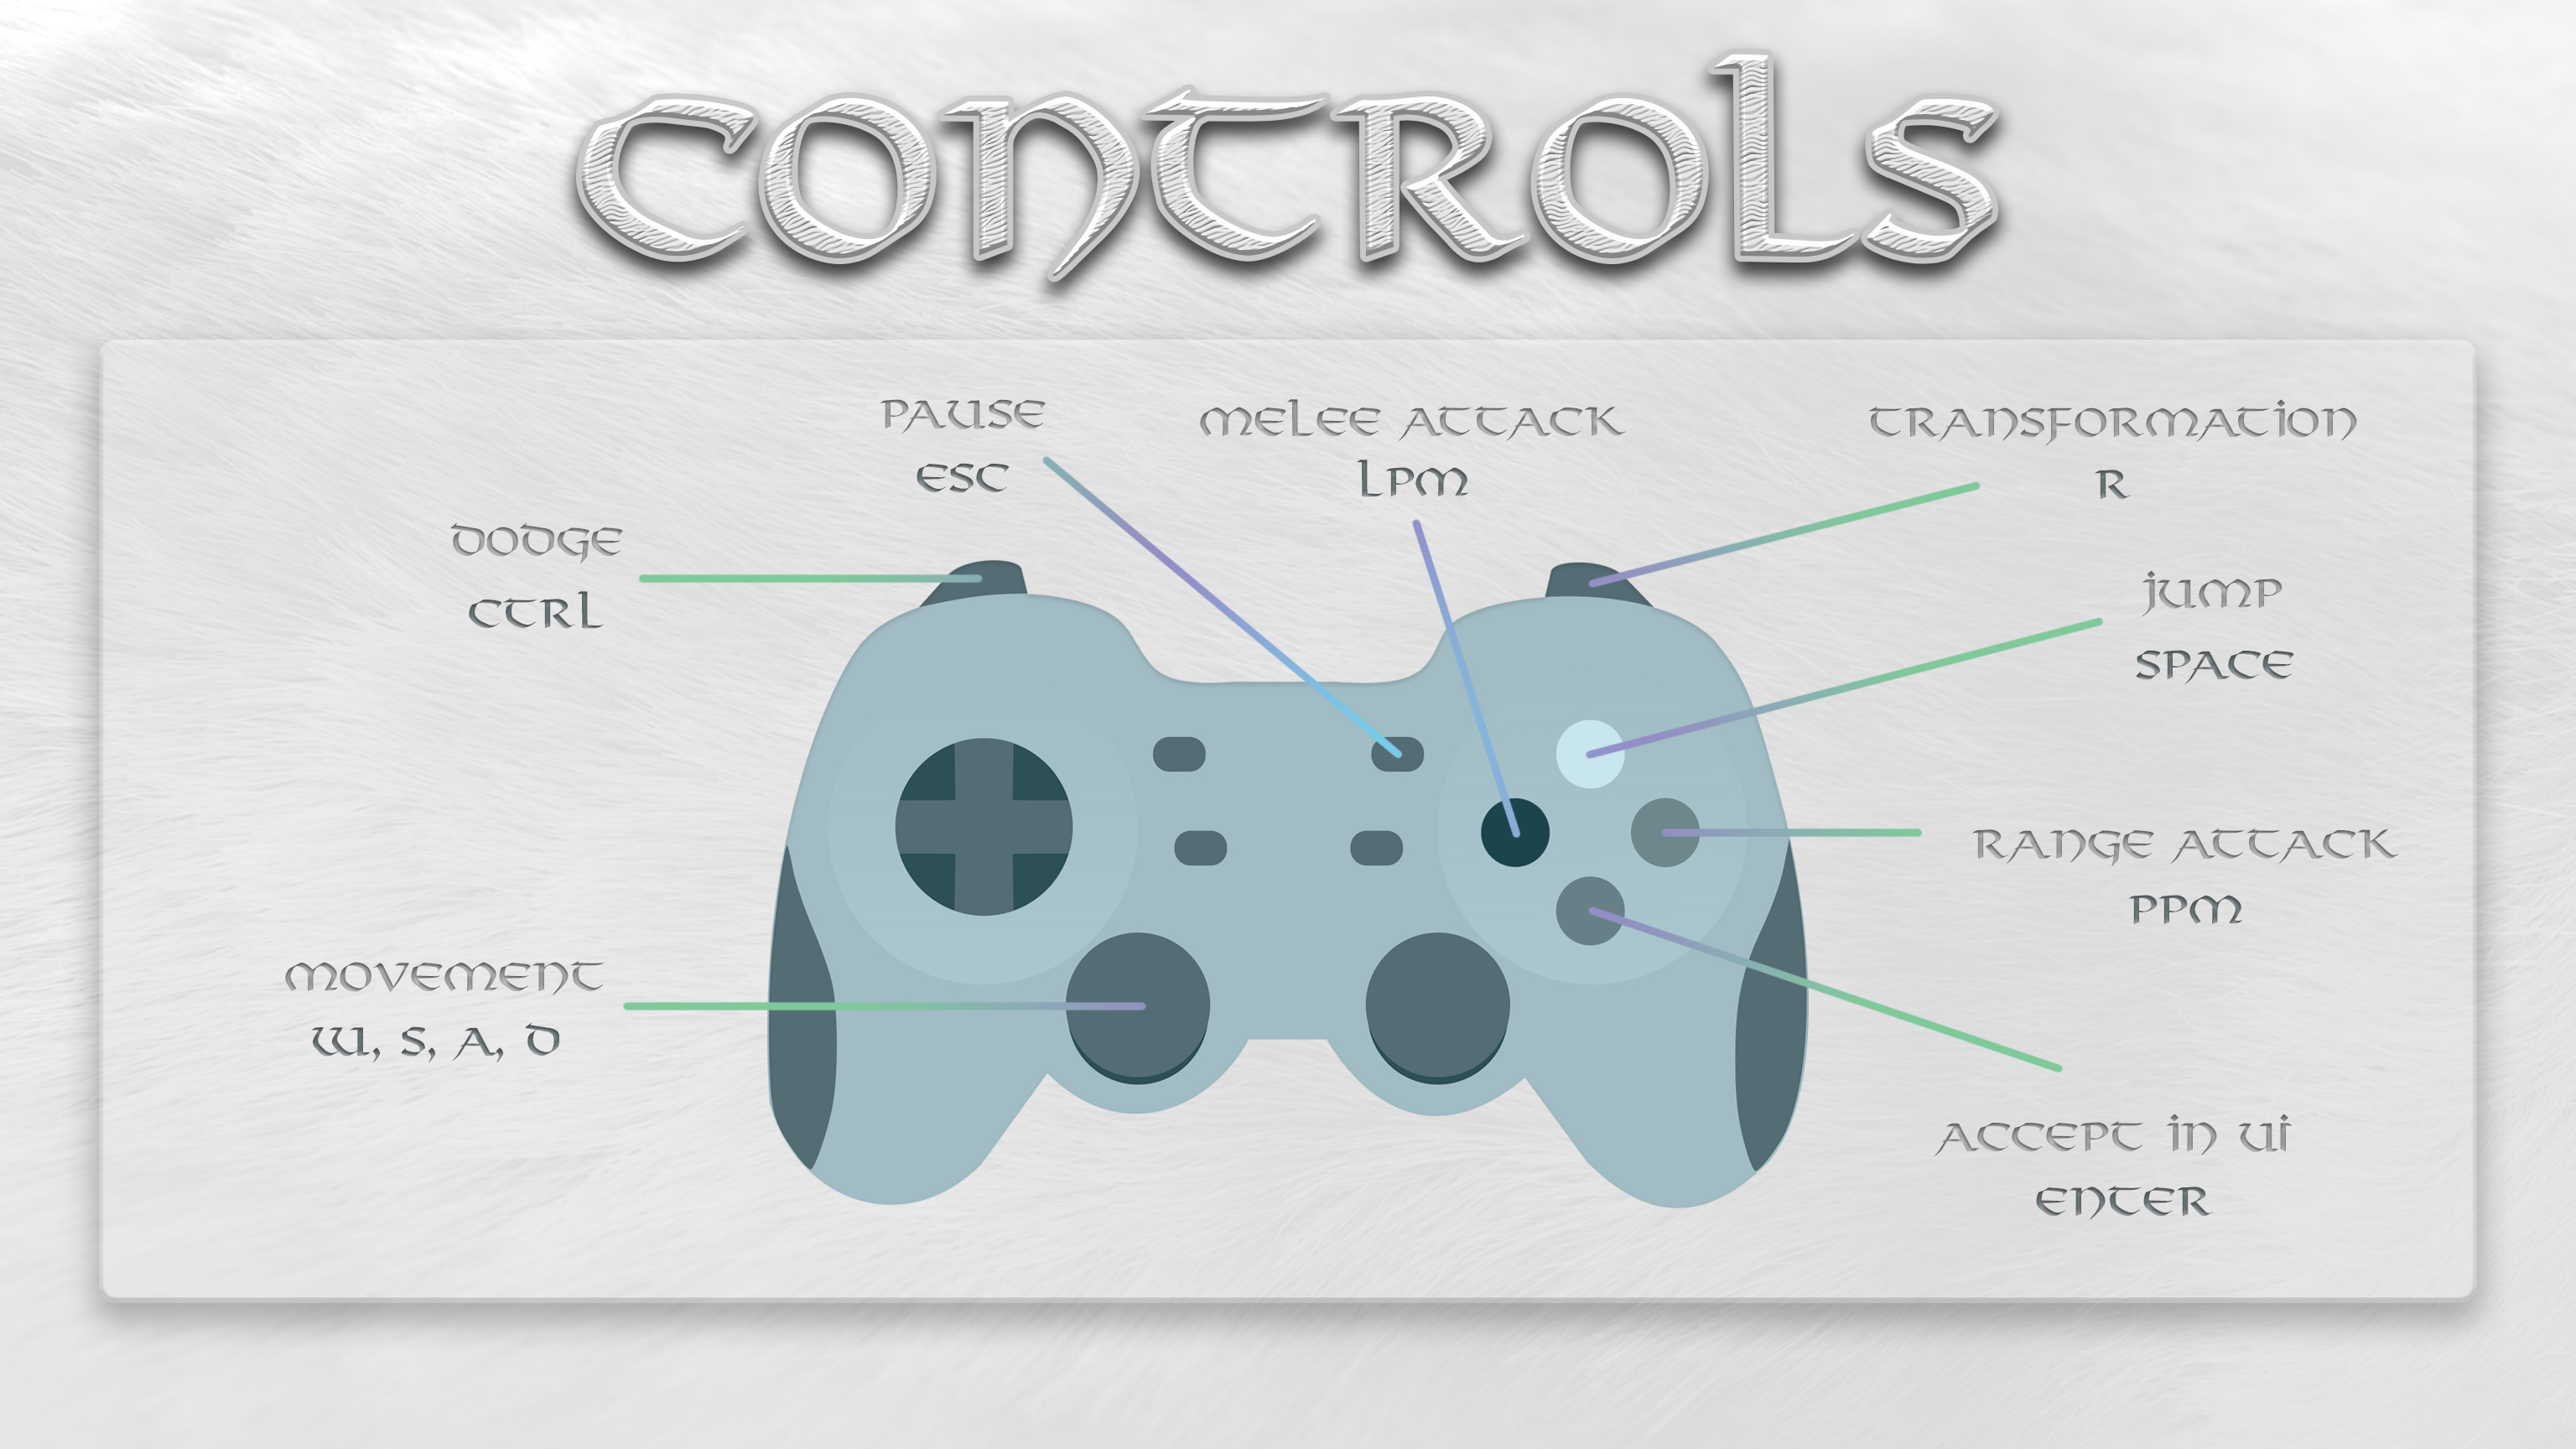 CONTROLS
PAUSE
ESC
MELEE ATTACK
LPM
TRANSFORMATION
R
DODGE
CTRL
JUMP
SPACE
RANGE ATTACK
PPM
MOVEMENT
W, S, A, D
ACCEPT IN UI
ENTER